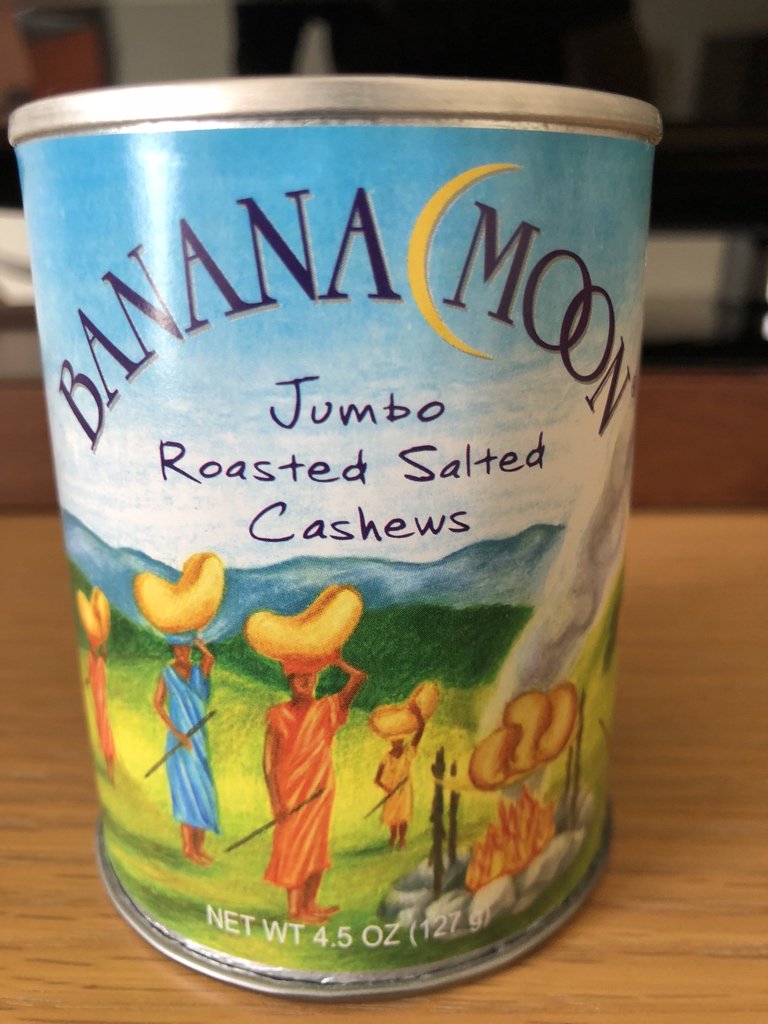 BANANA MOON
Jumbo
Roasted Salted
Cashews
NET WT 4.5 OZ (127 g)